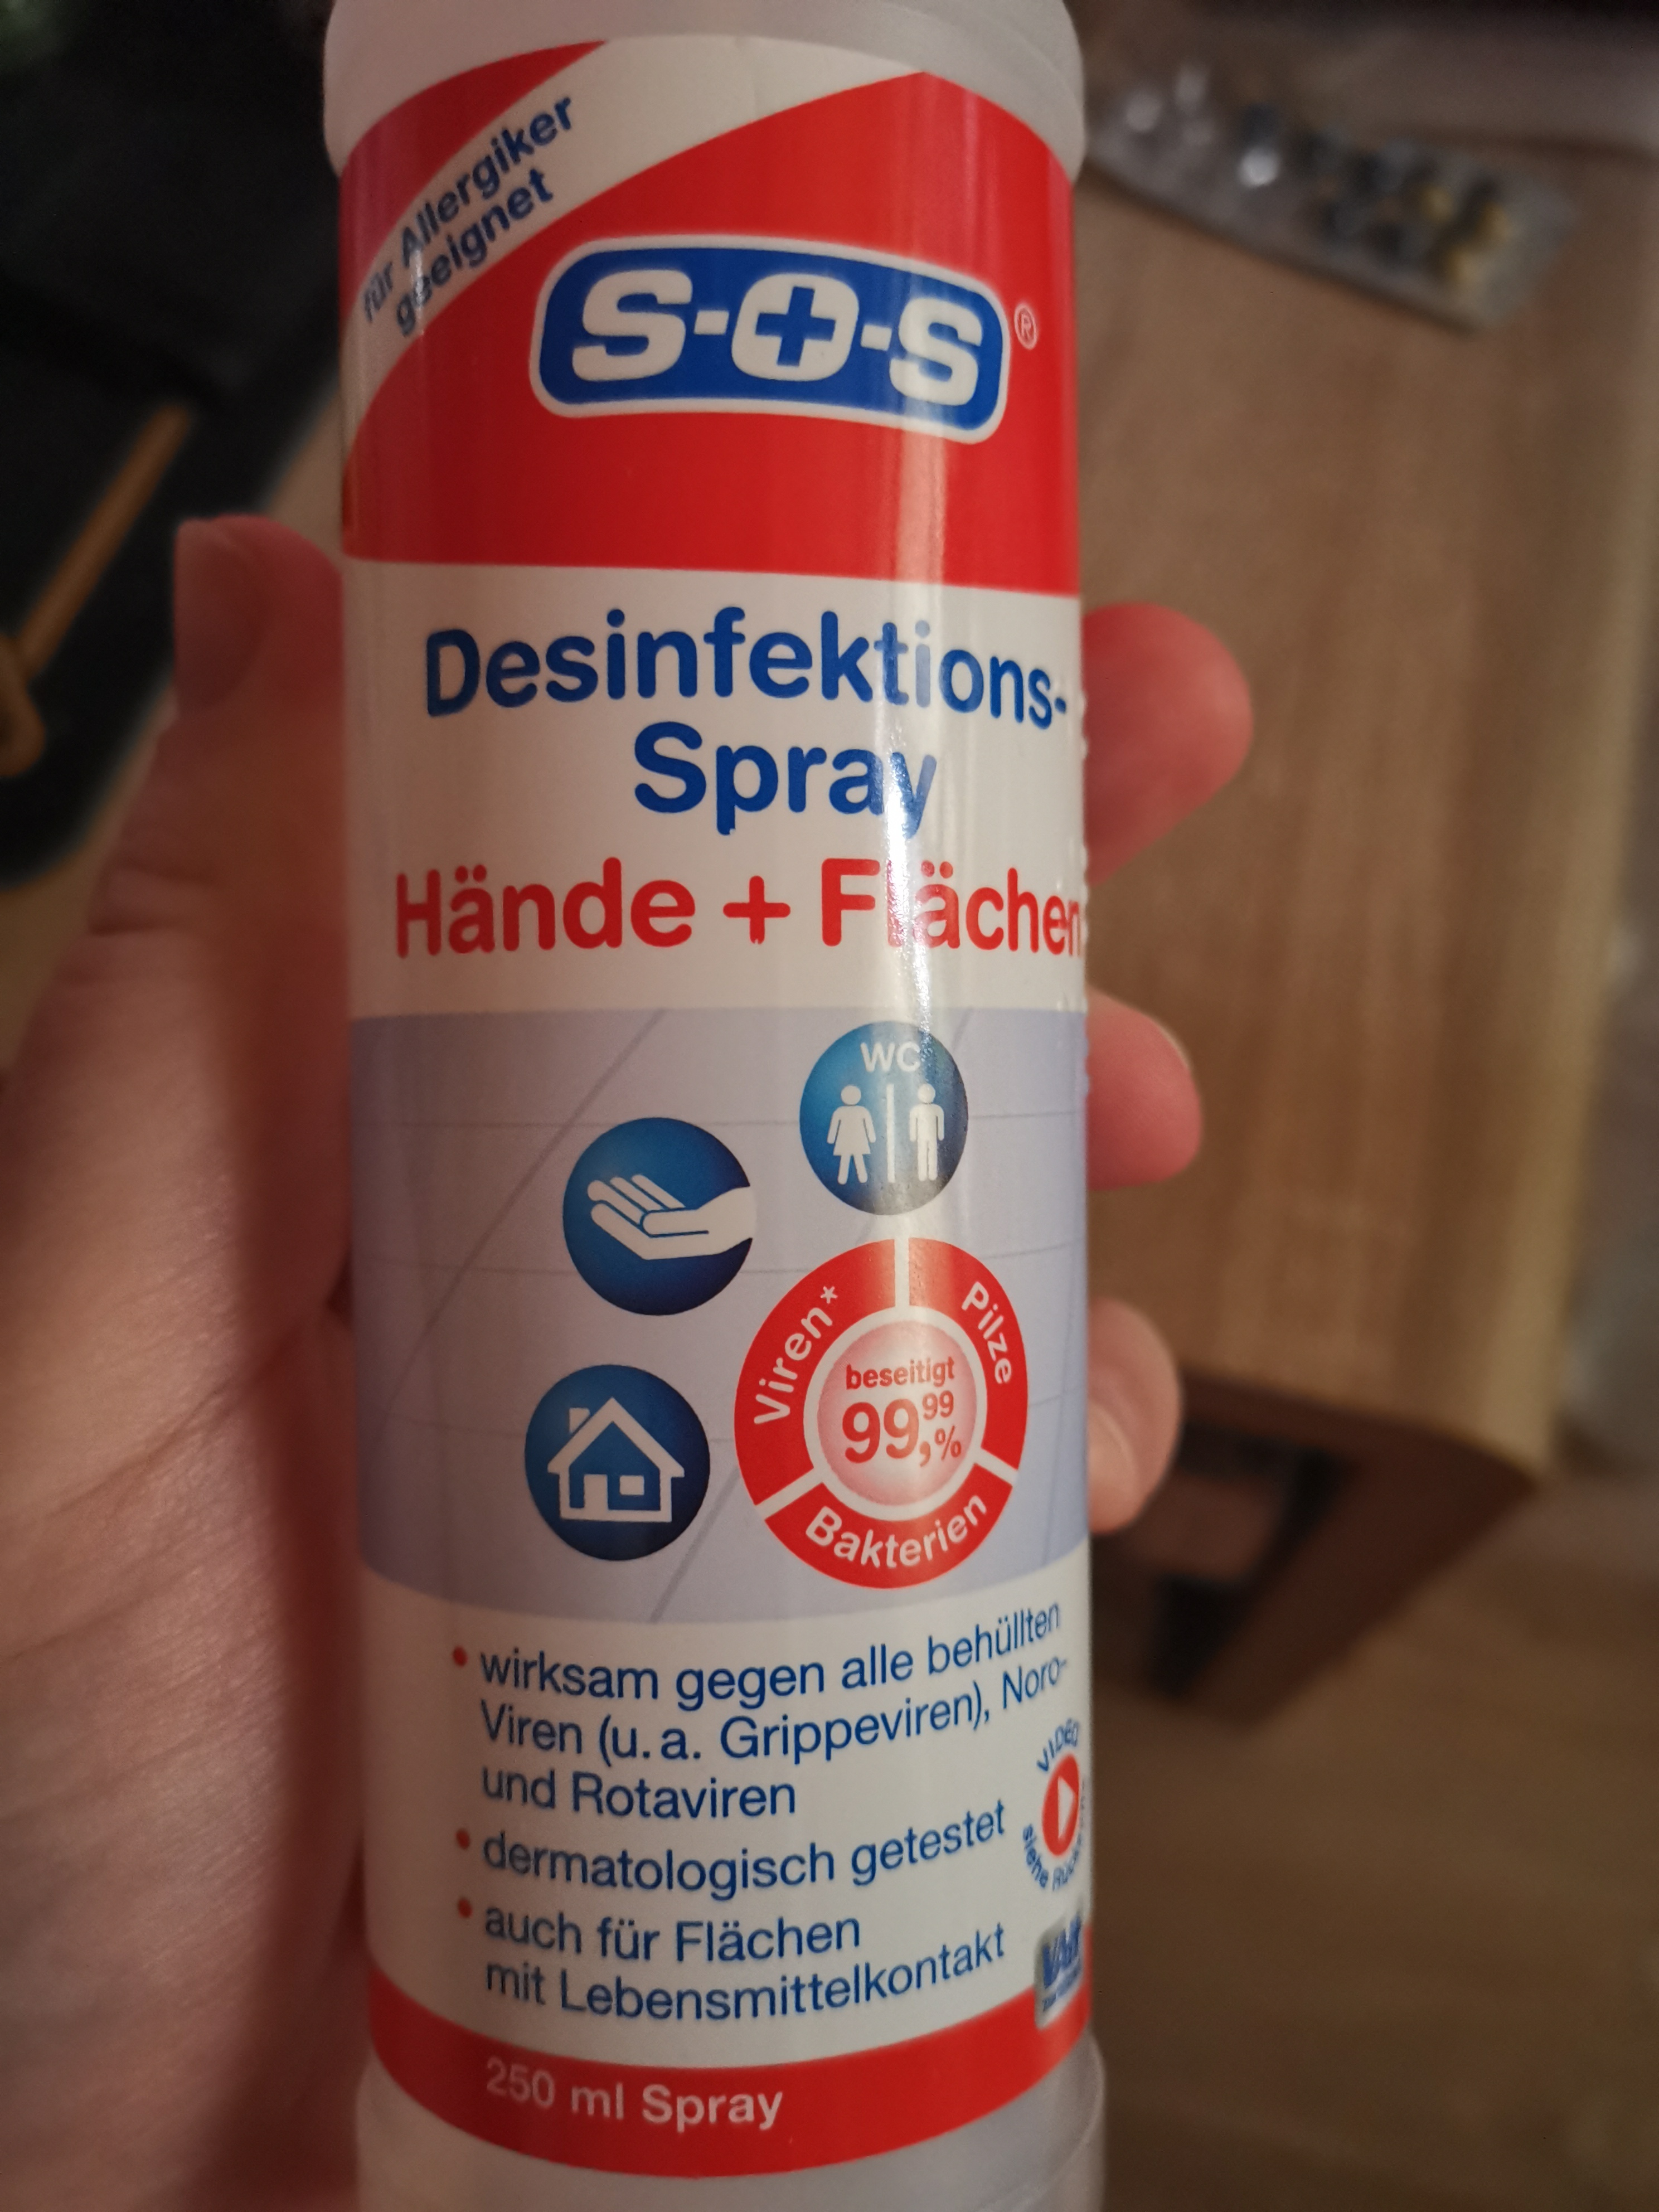 für Allergiker
geeignet
S-O-S®
Desinfektions-
Spray
Hände + Flächen
WC
Viren*
Pilze
beseitigt
99,99%
Bakterien
• wirksam gegen alle behüllten
Viren (u.a. Grippeviren), Noro-
und Rotaviren
• dermatologisch getestet
• auch für Flächen
mit Lebensmittelkontakt
VIDEO
siehe
250 ml Spray